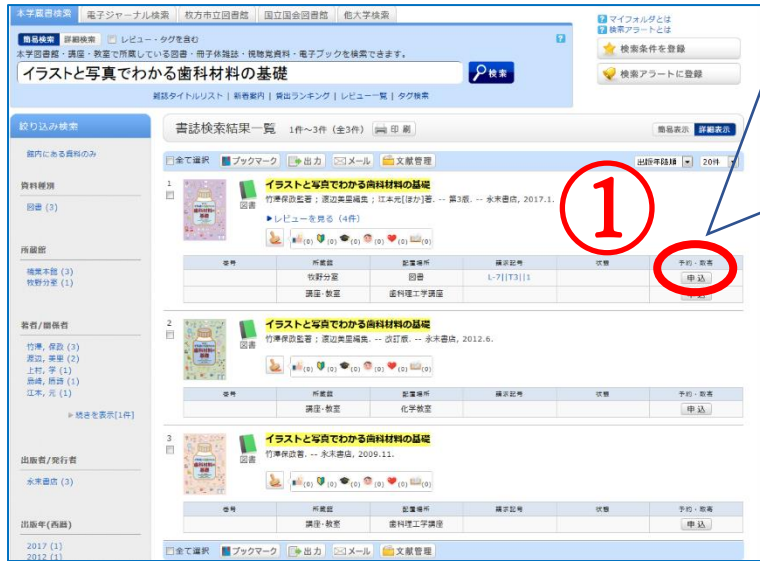 本学蔵書検索 電子ジャーナル検索 枚方市立図書館 国立国会図書館 他大学検索
簡易検索 詳細検索 レビュー・タグを含む
本学図書館・講座・教室で所蔵している図書・冊子体雑誌・視聴覚資料・電子ブックを検索できます。
イラストと写真でわかる歯科材料の基礎 検索
雑誌タイトルリスト | 新着案内 | 貸出ランキング | レビュー一覧 | タグ検索
マイフォルダとは
検索アラートとは
検索条件を登録
検索アラートに登録
絞り込み検索
館内にある資料のみ
資料種別
図書 (3)
所蔵館
楠葉本館 (3)
牧野分室 (1)
著者/関係者
竹澤, 保政 (3)
渡辺, 美里 (2)
上村, 学 (1)
江本, 元 (1)
続きを表示[1件]
出版者/発行者
永末書店 (3)
出版年(西暦)
2017 (1)
2012 (1)
書誌検索結果一覧 1件~3件 (全3件) 印刷 簡易表示 詳細表示
全て選択 ブックマーク 出力 メール 文献管理 出版年降順 20件
①
1 図書 イラストと写真でわかる歯科材料の基礎
竹澤保政監著 ; 渡辺美里編集 ; 江本元[ほか]著. -- 第3版. -- 永末書店, 2017.1.
レビューを見る (4件)
(0) (0) (0) (0) (0) (0)
巻号 所蔵館 配置場所 請求記号 状態 予約・取寄
牧野分室 図書 L-7||T3||1 申込
講座・教室 歯科理工学講座 申込
2 図書 イラストと写真でわかる歯科材料の基礎
竹澤保政監著 ; 渡辺美里編集. -- 改訂版. -- 永末書店, 2012.6.
(0) (0) (0) (0) (0) (0)
巻号 所蔵館 配置場所 請求記号 状態 予約・取寄
講座・教室 化学教室 申込
3 図書 イラストと写真でわかる歯科材料の基礎
竹澤保政著. -- 永末書店, 2009.11.
(0) (0) (0) (0) (0) (0)
巻号 所蔵館 配置場所 請求記号 状態 予約・取寄
講座・教室 歯科理工学講座 申込
全て選択 ブックマーク 出力 メール 文献管理